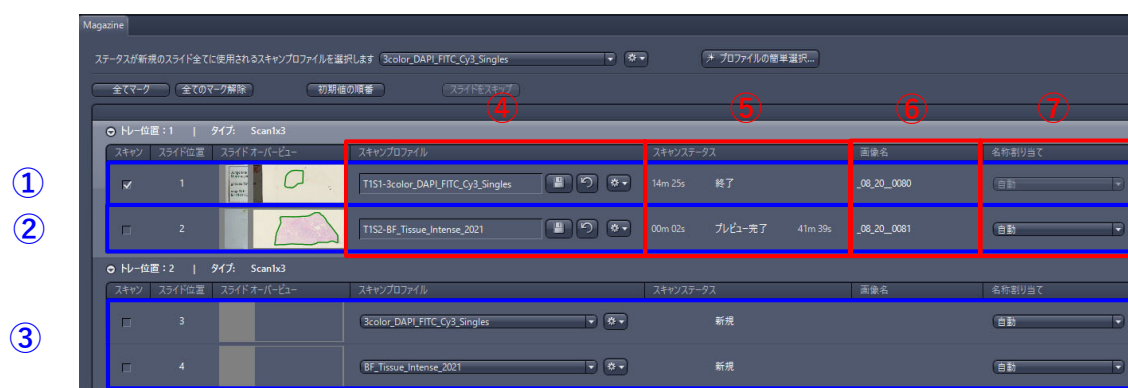 Magazine
ステータスが新規のスライド全てに使用されるスキャンプロファイルを選択します 3color_DAPI_FITC_Cy3_Singles プロファイルの簡単選択...
全てマーク 全てのマーク解除 初期値の順番 スライドをスキップ
④ ⑤ ⑥ ⑦
トレー位置:1 | タイプ: Scan1x3
スキャン スライド位置 スライドオーバービュー スキャンプロファイル スキャンステータス 画像名 名称割り当て
① 1 T1S1-3color_DAPI_FITC_Cy3_Singles 14m 25s 終了 _08_20__0080 自動
② 2 T1S2-BF_Tissue_Intense_2021 00m 02s プレビュー完了 41m 39s _08_20__0081 自動
トレー位置:2 | タイプ: Scan1x3
スキャン スライド位置 スライドオーバービュー スキャンプロファイル スキャンステータス 画像名 名称割り当て
3 3color_DAPI_FITC_Cy3_Singles 新規 自動
③
4 BF_Tissue_Intense_2021 新規 自動